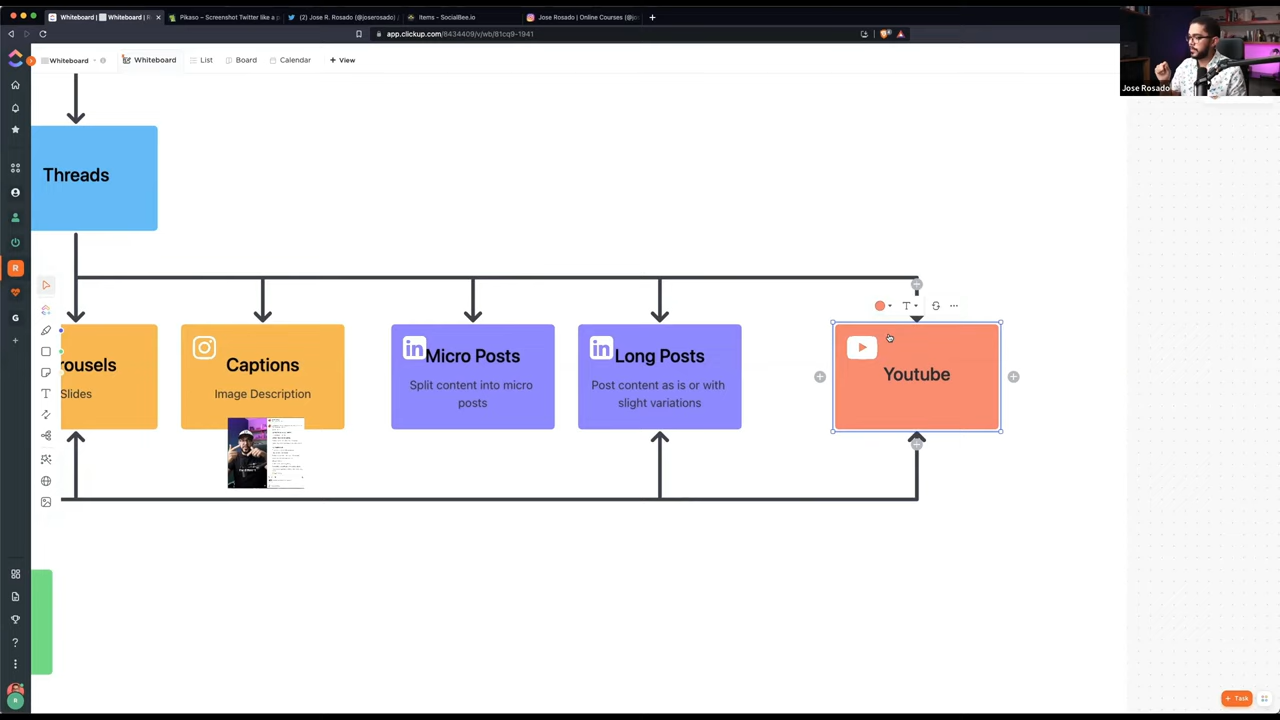 Whiteboard | Whiteboard | R
Pikaso – Screenshot Twitter like a p
(2) Jose R. Rosado (@joserosado) /
Items - SocialBee.io
Jose Rosado | Online Courses (@jo
app.clickup.com/8434409/v/wb/81cq9-1941
Jose Rosado
Whiteboard
Whiteboard
List
Board
Calendar
+ View
Threads
rousels
Slides
Captions
Image Description
in
Micro Posts
Split content into micro
posts
in
Long Posts
Post content as is or with
slight variations
Youtube
T
R
G
T
R
+ Task